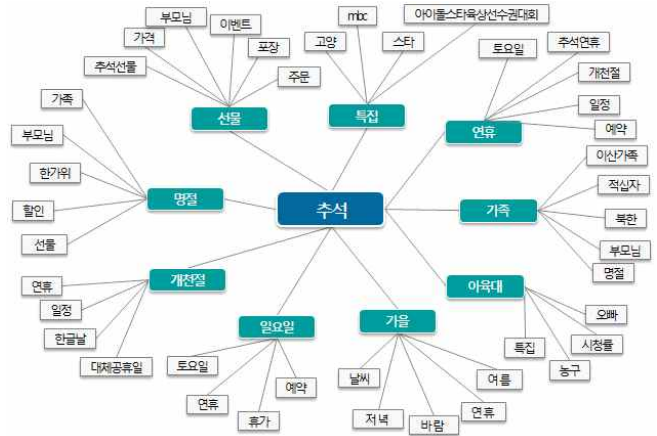 추석
선물
부모님
이벤트
가격
포장
추석선물
주문
특집
mbc
아이돌스타육상선수권대회
고양
스타
연휴
토요일
추석연휴
개천절
일정
예약
가족
이산가족
적십자
북한
부모님
명절
아육대
오빠
시청률
농구
특집
가을
날씨
저녁
바람
연휴
여름
일요일
토요일
연휴
휴가
예약
개천절
연휴
일정
한글날
대체공휴일
명절
가족
부모님
한가위
할인
선물